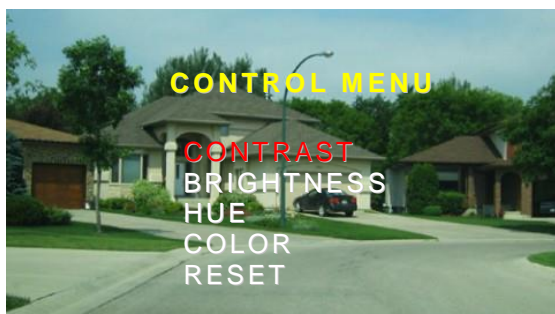 CONTROL MENU
CONTRAST
BRIGHTNESS
HUE
COLOR
RESET